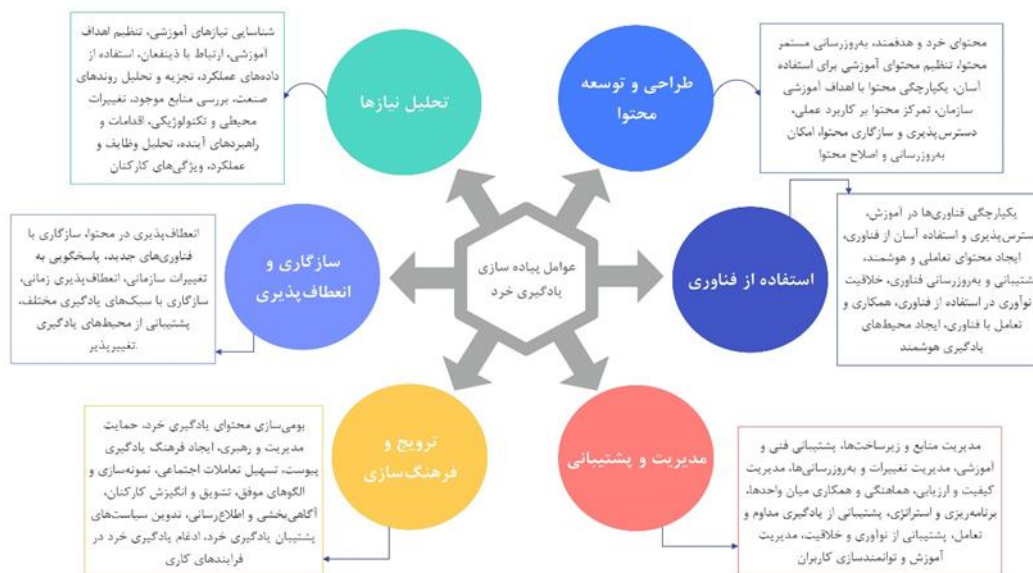 شناسایی نیازهای آموزشی، تنظیم اهداف
آموزشی، ارتباط با ذینفعان، استفاده از
داده‌های عملکرد، تجزیه و تحلیل روندهای
صنعت، بررسی منابع موجود، تغییرات
محیطی و تکنولوژیکی، اقدامات و
راهبردهای آینده، تحلیل وظایف و
عملکرد، ویژگی‌های کارکنان
تحلیل نیازها
طراحی و توسعه
محتوا
محتوای خرد و هدفمند، به‌روزرسانی مستمر
محتوا، تنظیم محتوای آموزشی برای استفاده
آسان، یکپارچگی محتوا با اهداف آموزشی
سازمان، تمرکز محتوا بر کاربرد عملی،
دسترس‌پذیری و سازگاری محتوا، امکان
به‌روزرسانی و اصلاح محتوا
انعطاف‌پذیری در محتوا، سازگاری با
فناوری‌های جدید، پاسخگویی به
تغییرات سازمانی، انعطاف‌پذیری زمانی،
سازگاری با سبک‌های یادگیری مختلف،
پشتیبانی از محیط‌های یادگیری
تغییرپذیر.
سازگاری و
انعطاف‌پذیری
عوامل پیاده سازی
یادگیری خرد
استفاده از فناوری
یکپارچگی فناوری‌ها در آموزش،
سترس‌پذیری و استفاده آسان از فناوری،
ایجاد محتوای تعاملی و هوشمند،
شتیبانی و به‌روزرسانی فناوری، خلاقیت
نوآوری در استفاده از فناوری، همکاری و
تعامل با فناوری، ایجاد محیط‌های
یادگیری هوشمند
بومی‌سازی محتوای یادگیری خرد، حمایت
مدیریت و رهبری، ایجاد فرهنگ یادگیری
پیوست، تسهیل تعاملات اجتماعی، نمونه‌سازی و
الگوهای موفق، تشویق و انگیزش کارکنان،
آگاهی‌بخشی و اطلاع‌رسانی، تدوین سیاست‌های
پشتیبان یادگیری خرد، ادغام یادگیری خرد در
فرایندهای کاری
ترویج و
فرهنگ‌سازی
مدیریت و پشتیبانی
مدیریت منابع و زیرساخت‌ها، پشتیبانی فنی و
آموزشی، مدیریت تغییرات و به‌روزرسانی‌ها، مدیریت
کیفیت و ارزیابی، هماهنگی و همکاری میان واحدها،
برنامه‌ریزی و استراتژی، پشتیبانی از یادگیری مداوم و
تعامل، پشتیبانی از نوآوری و خلاقیت، مدیریت
آموزش و توانمندسازی کاربران